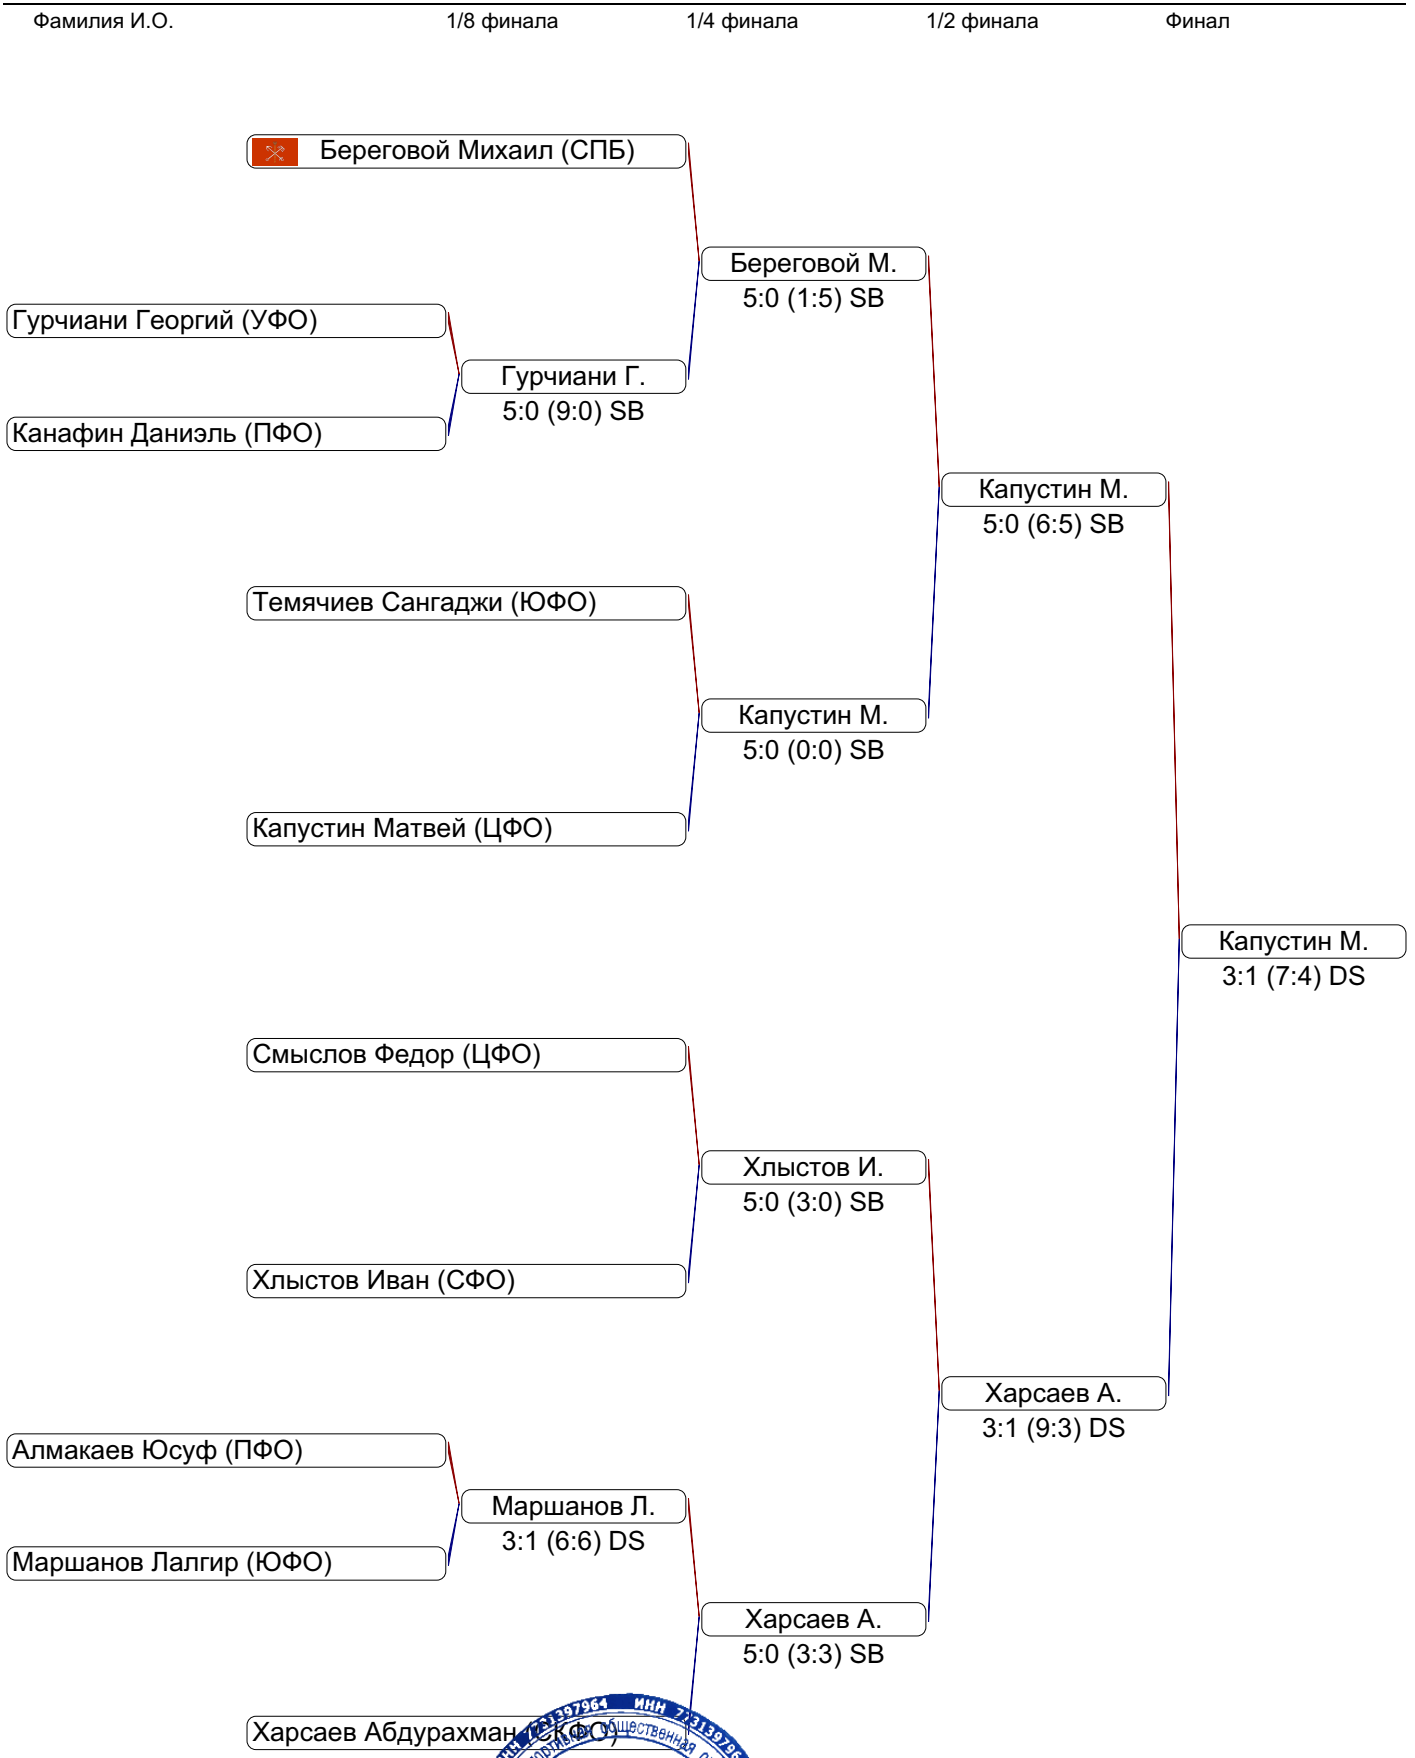 Фамилия И.О. 1/8 финала 1/4 финала 1/2 финала Финал
Береговой Михаил (СПБ)
Береговой М.
5:0 (1:5) SB
Гурчиани Георгий (УФО)
Гурчиани Г.
5:0 (9:0) SB
Канафин Даниэль (ПФО)
Капустин М.
5:0 (6:5) SB
Темячиев Сангаджи (ЮФО)
Капустин М.
5:0 (0:0) SB
Капустин Матвей (ЦФО)
Капустин М.
3:1 (7:4) DS
Смыслов Федор (ЦФО)
Хлыстов И.
5:0 (3:0) SB
Хлыстов Иван (СФО)
Харсаев А.
3:1 (9:3) DS
Алмакаев Юсуф (ПФО)
Маршанов Л.
3:1 (6:6) DS
Маршанов Лалгир (ЮФО)
Харсаев А.
5:0 (3:3) SB
Харсаев Абдурахман (СКФО)
ИНН
общественная